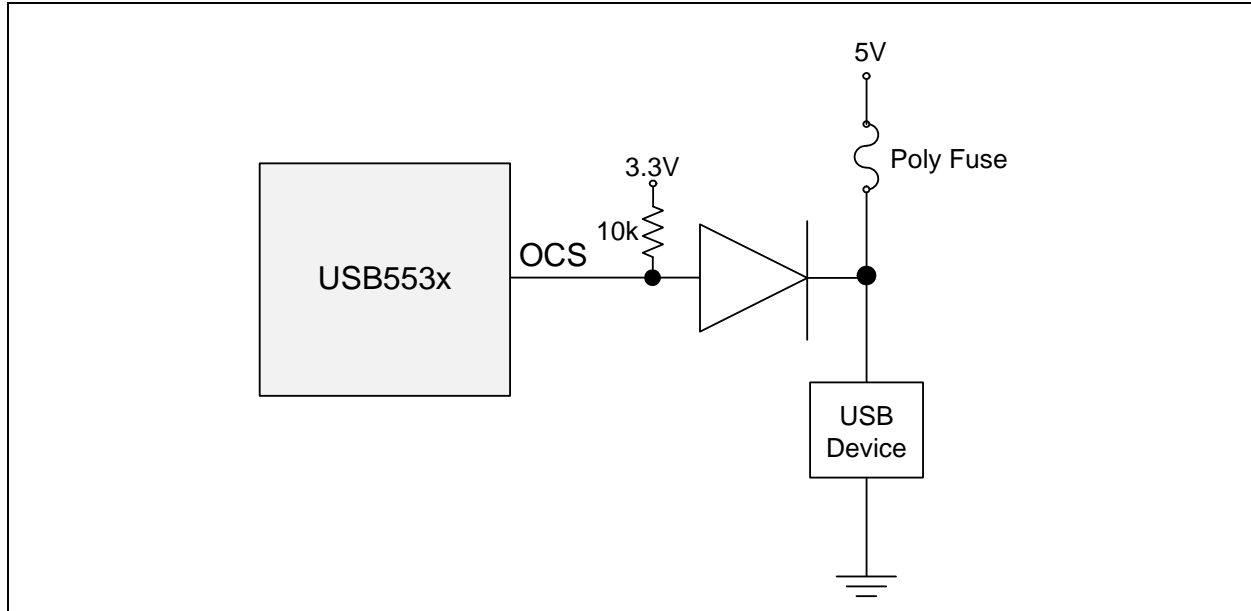 5V
Poly Fuse
3.3V
10k
OCS
USB553x
USB
Device